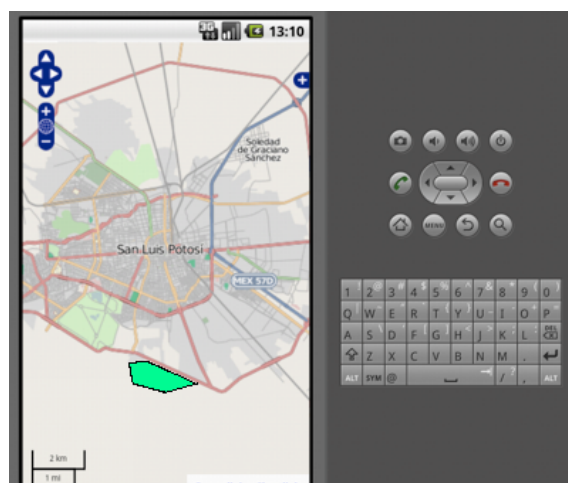 3G 13:10
Soledad
de Graciano
Sánchez
San Luis Potosí
MEX 57D
2 km
1 mi
MENU
1 ! 2 @ 3 # 4 $ 5 % 6 ^ 7 & 8 * 9 ( 0 )
Q W E R T Y U I O P
A S D F G H J K L DEL
Z X C V B N M .
ALT SYM @ / ? , ALT